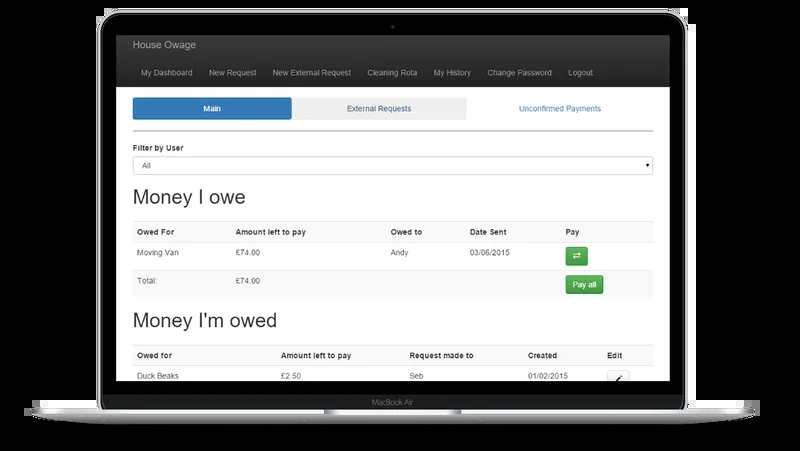 House Owage
My Dashboard New Request New External Request Cleaning Rota My History Change Password Logout
Main External Requests Unconfirmed Payments
Filter by User
All
Money I owe
Owed For Amount left to pay Owed to Date Sent Pay
Moving Van £74.00 Andy 03/06/2015
Total: £74.00 Pay all
Money I'm owed
Owed for Amount left to pay Request made to Created Edit
Duck Beaks £2.50 Seb 01/02/2015
MacBook Air